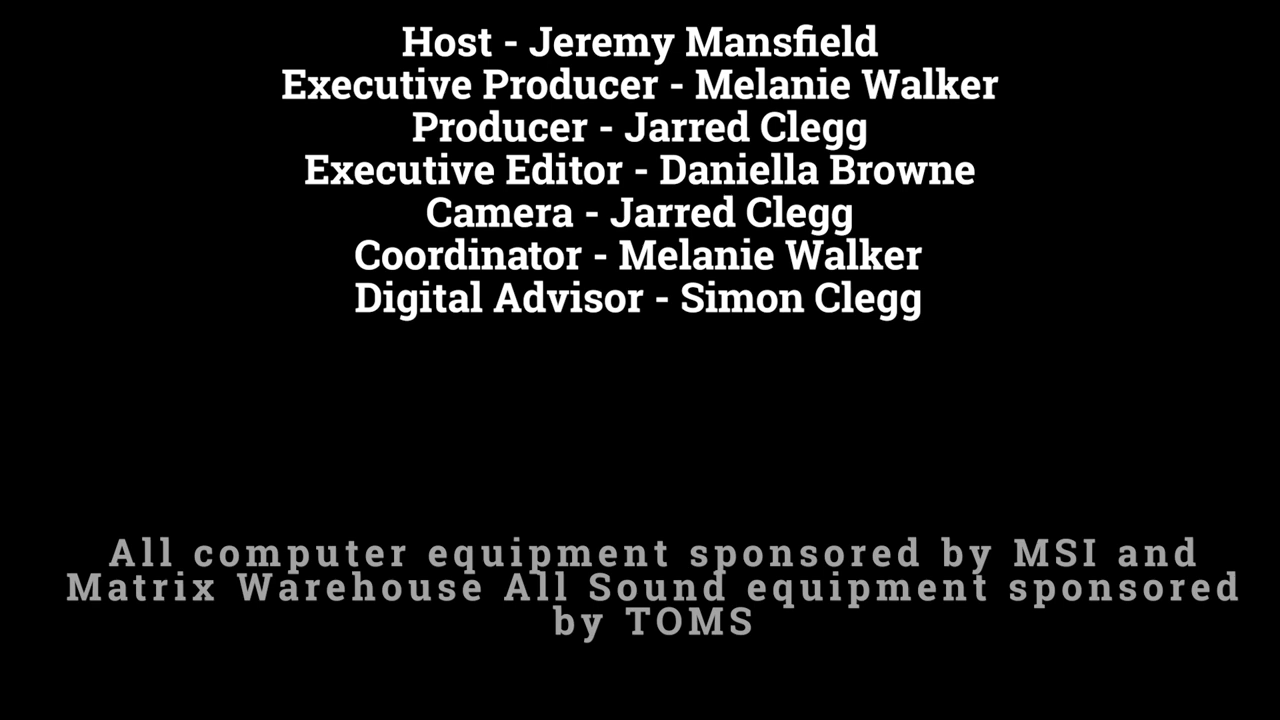 Host - Jeremy Mansfield
Executive Producer - Melanie Walker
Producer - Jarred Clegg
Executive Editor - Daniella Browne
Camera - Jarred Clegg
Coordinator - Melanie Walker
Digital Advisor - Simon Clegg
All computer equipment sponsored by MSI and
Matrix Warehouse All Sound equipment sponsored
by TOMS